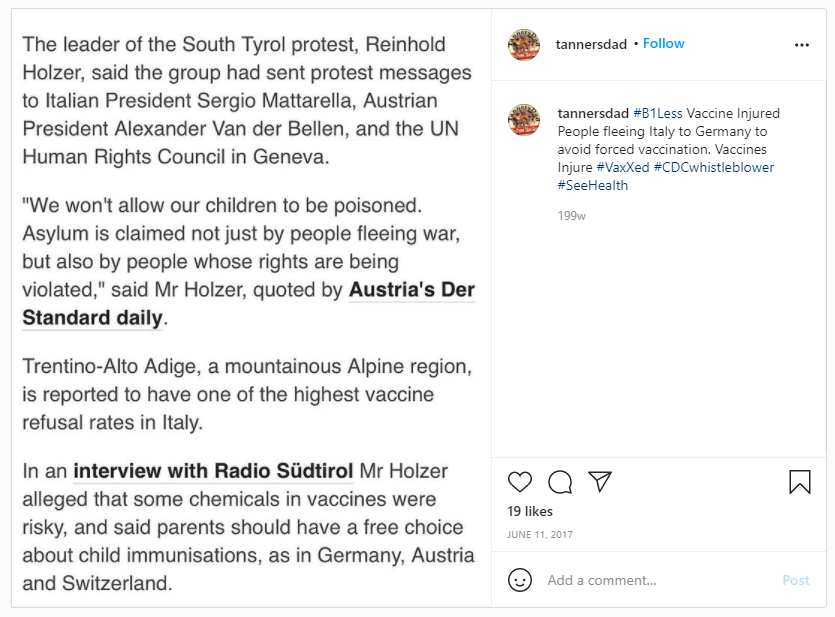 The leader of the South Tyrol protest, Reinhold
Holzer, said the group had sent protest messages
to Italian President Sergio Mattarella, Austrian
President Alexander Van der Bellen, and the UN
Human Rights Council in Geneva.
"We won't allow our children to be poisoned.
Asylum is claimed not just by people fleeing war,
but also by people whose rights are being
violated," said Mr Holzer, quoted by Austria's Der
Standard daily.
Trentino-Alto Adige, a mountainous Alpine region,
is reported to have one of the highest vaccine
refusal rates in Italy.
In an interview with Radio Südtirol Mr Holzer
alleged that some chemicals in vaccines were
risky, and said parents should have a free choice
about child immunisations, as in Germany, Austria
and Switzerland.
tannersdad • Follow
tannersdad #B1Less Vaccine Injured
People fleeing Italy to Germany to
avoid forced vaccination. Vaccines
Injure #VaxXed #CDCwhistleblower
#SeeHealth
199w
19 likes
JUNE 11, 2017
Add a comment...
Post